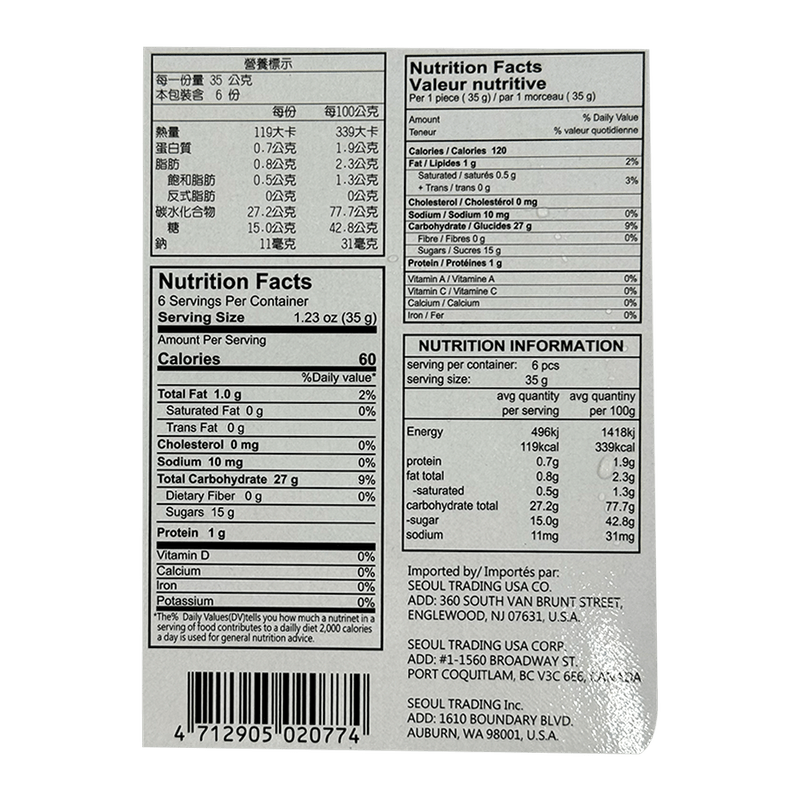 營養標示
每一份量 35 公克
本包裝含 6 份
每份 每100公克
熱量 119大卡 339大卡
蛋白質 0.7公克 1.9公克
脂肪 0.8公克 2.3公克
飽和脂肪 0.5公克 1.3公克
反式脂肪 0公克 0公克
碳水化合物 27.2公克 77.7公克
糖 15.0公克 42.8公克
鈉 11毫克 31毫克
Nutrition Facts
6 Servings Per Container
Serving Size 1.23 oz (35 g)
Amount Per Serving
Calories 60
%Daily value*
Total Fat 1.0 g 2%
Saturated Fat 0 g 0%
Trans Fat 0 g
Cholesterol 0 mg 0%
Sodium 10 mg 0%
Total Carbohydrate 27 g 9%
Dietary Fiber 0 g 0%
Sugars 15 g
Protein 1 g
Vitamin D 0%
Calcium 0%
Iron 0%
Potassium 0%
*The% Daily Values(DV)tells you how much a nutrinet in a
serving of food contributes to a dailly diet 2,000 calories
a day is used for general nutrition advice.
4 712905 020774
Nutrition Facts
Valeur nutritive
Per 1 piece ( 35 g) / par 1 morceau ( 35 g)
Amount % Daily Value
Teneur % valeur quotidienne
Calories / Calories 120
Fat / Lipides 1 g 2%
Saturated / saturés 0.5 g
+ Trans / trans 0 g 3%
Cholesterol / Cholestérol 0 mg
Sodium / Sodium 10 mg 0%
Carbohydrate / Glucides 27 g 9%
Fibre / Fibres 0 g 0%
Sugars / Sucres 15 g
Protein / Protéines 1 g
Vitamin A / Vitamine A 0%
Vitamin C / Vitamine C 0%
Calcium / Calcium 0%
Iron / Fer 0%
NUTRITION INFORMATION
serving per container: 6 pcs
serving size: 35 g
avg quantity avg quantiny
per serving per 100g
Energy 496kj 1418kj
119kcal 339kcal
protein 0.7g 1.9g
fat total 0.8g 2.3g
-saturated 0.5g 1.3g
carbohydrate total 27.2g 77.7g
-sugar 15.0g 42.8g
sodium 11mg 31mg
Imported by/ Importés par:
SEOUL TRADING USA CO.
ADD: 360 SOUTH VAN BRUNT STREET,
ENGLEWOOD, NJ 07631, U.S.A.
SEOUL TRADING USA CORP.
ADD: #1-1560 BROADWAY ST.
PORT COQUITLAM, BC V3C 6E6, CANADA
SEOUL TRADING Inc.
ADD: 1610 BOUNDARY BLVD.
AUBURN, WA 98001, U.S.A.